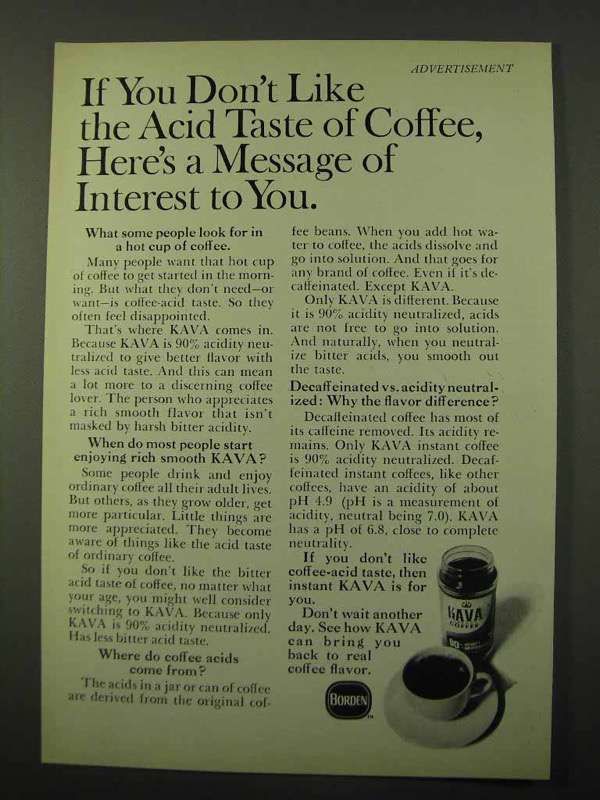 ADVERTISEMENT
If You Don't Like
the Acid Taste of Coffee,
Here's a Message of
Interest to You.
What some people look for in
a hot cup of coffee.
Many people want that hot cup
of coffee to get started in the morn-
ing. But what they don't need—or
want—is coffee-acid taste. So they
often feel disappointed.
That's where KAVA comes in.
Because KAVA is 90% acidity neu-
tralized to give better flavor with
less acid taste. And this can mean
a lot more to a discerning coffee
lover. The person who appreciates
a rich smooth flavor that isn't
masked by harsh bitter acidity.
When do most people start
enjoying rich smooth KAVA?
Some people drink and enjoy
ordinary coffee all their adult lives.
But others, as they grow older, get
more particular. Little things are
more appreciated. They become
aware of things like the acid taste
of ordinary coffee.
So if you don't like the bitter
acid taste of coffee, no matter what
your age, you might well consider
switching to KAVA. Because only
KAVA is 90% acidity neutralized.
Has less bitter acid taste.
Where do coffee acids
come from?
The acids in a jar or can of coffee
are derived from the original cof-
fee beans. When you add hot wa-
ter to coffee, the acids dissolve and
go into solution. And that goes for
any brand of coffee. Even if it's de-
caffeinated. Except KAVA.
Only KAVA is different. Because
it is 90% acidity neutralized, acids
are not free to go into solution.
And naturally, when you neutral-
ize bitter acids, you smooth out
the taste.
Decaffeinated vs. acidity neutral-
ized: Why the flavor difference?
Decaffeinated coffee has most of
its caffeine removed. Its acidity re-
mains. Only KAVA instant coffee
is 90% acidity neutralized. Decaf-
feinated instant coffees, like other
coffees, have an acidity of about
pH 4.9 (pH is a measurement of
acidity, neutral being 7.0). KAVA
has a pH of 6.8, close to complete
neutrality.
If you don't like
coffee-acid taste, then
instant KAVA is for
you.
Don't wait another
day. See how KAVA
can bring you
back to real
coffee flavor.
KAVA
COFFEE
90%
BORDEN
TM